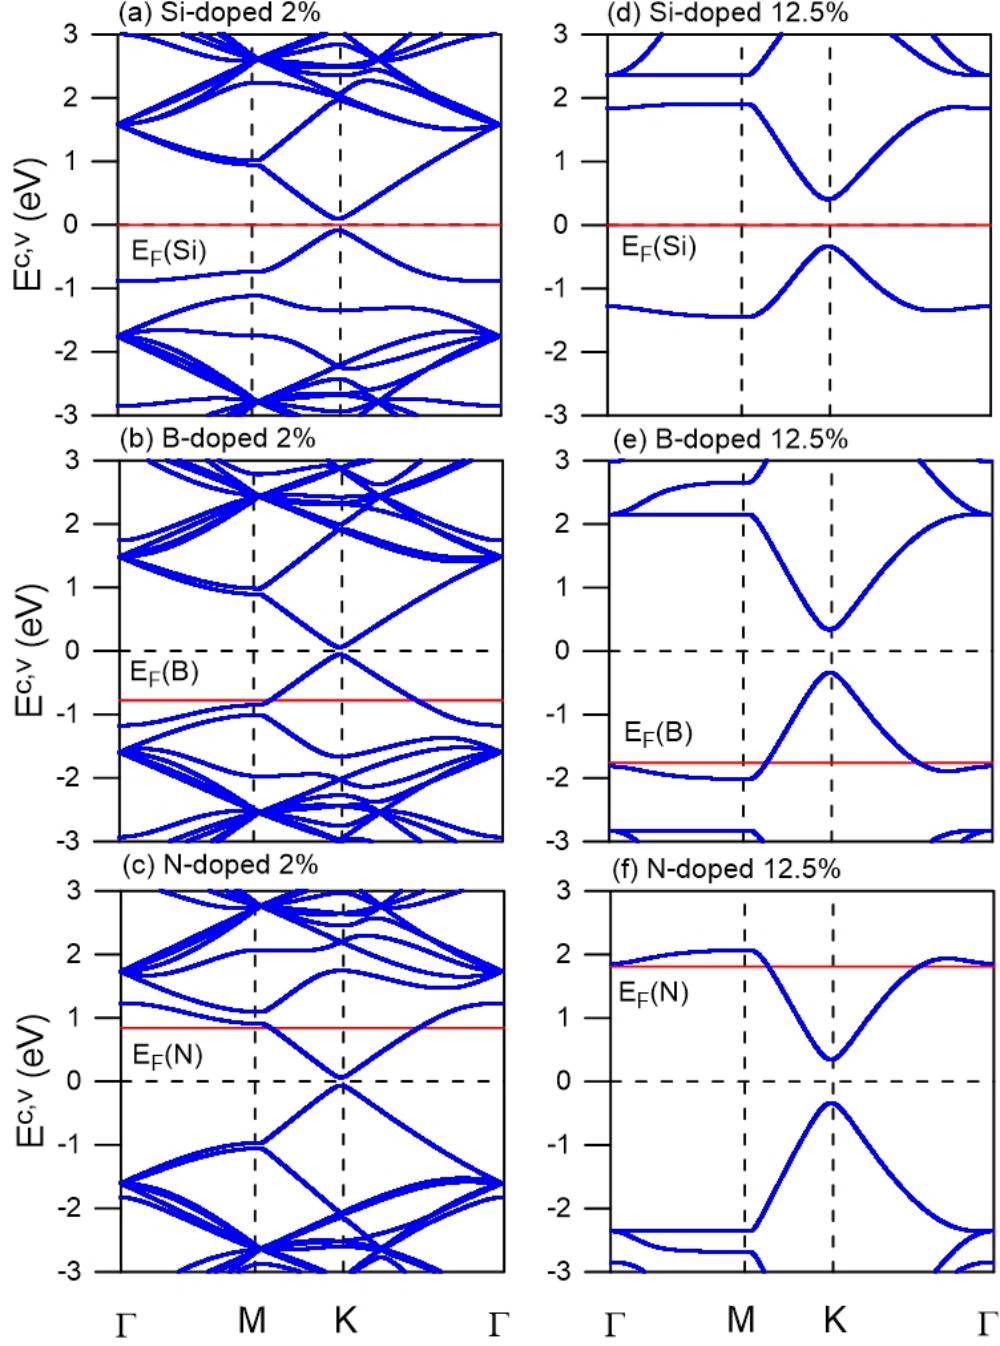 (a) Si-doped 2%
(d) Si-doped 12.5%
3
2
1
0
-1
-2
-3
E^c,v (eV)
E_F(Si)
3
2
1
0
-1
-2
-3
E_F(Si)
(b) B-doped 2%
(e) B-doped 12.5%
3
2
1
0
-1
-2
-3
E^c,v (eV)
E_F(B)
3
2
1
0
-1
-2
-3
E_F(B)
(c) N-doped 2%
(f) N-doped 12.5%
3
2
1
0
-1
-2
-3
E^c,v (eV)
E_F(N)
3
2
1
0
-1
-2
-3
E_F(N)
Γ M K Γ
Γ M K Γ